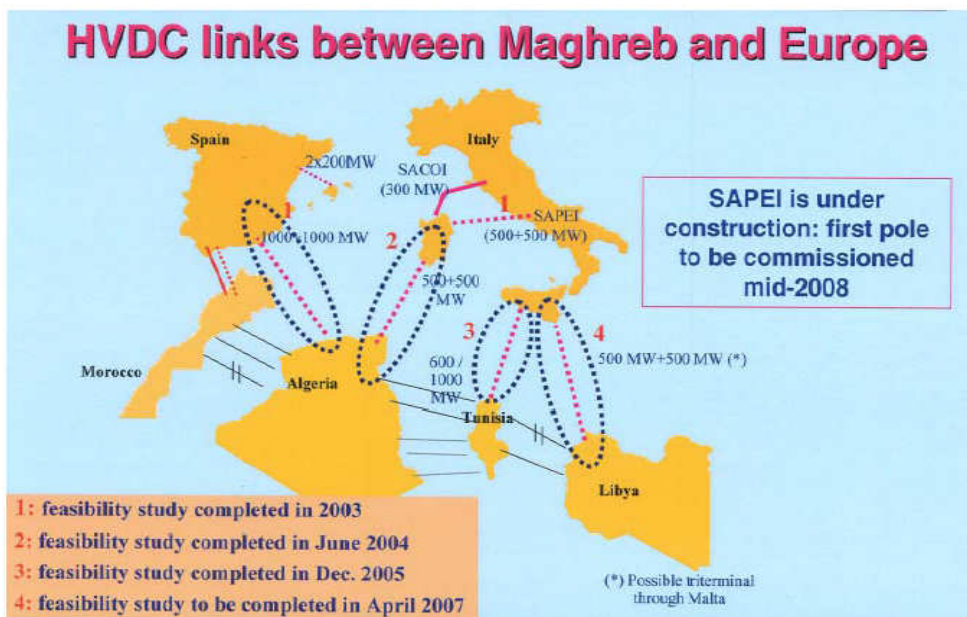 HVDC links between Maghreb and Europe
Spain
2x200MW
Italy
SACOI
(300 MW)
1
SAPEI
(500+500 MW)
SAPEI is under
construction: first pole
to be commissioned
mid-2008
1
1000+1000 MW
2
500+500
MW
3
600 /
1000
MW
4
500 MW+500 MW (*)
Morocco
Algeria
Tunisia
Libya
1: feasibility study completed in 2003
2: feasibility study completed in June 2004
3: feasibility study completed in Dec. 2005
4: feasibility study to be completed in April 2007
(*) Possible triterminal
through Malta